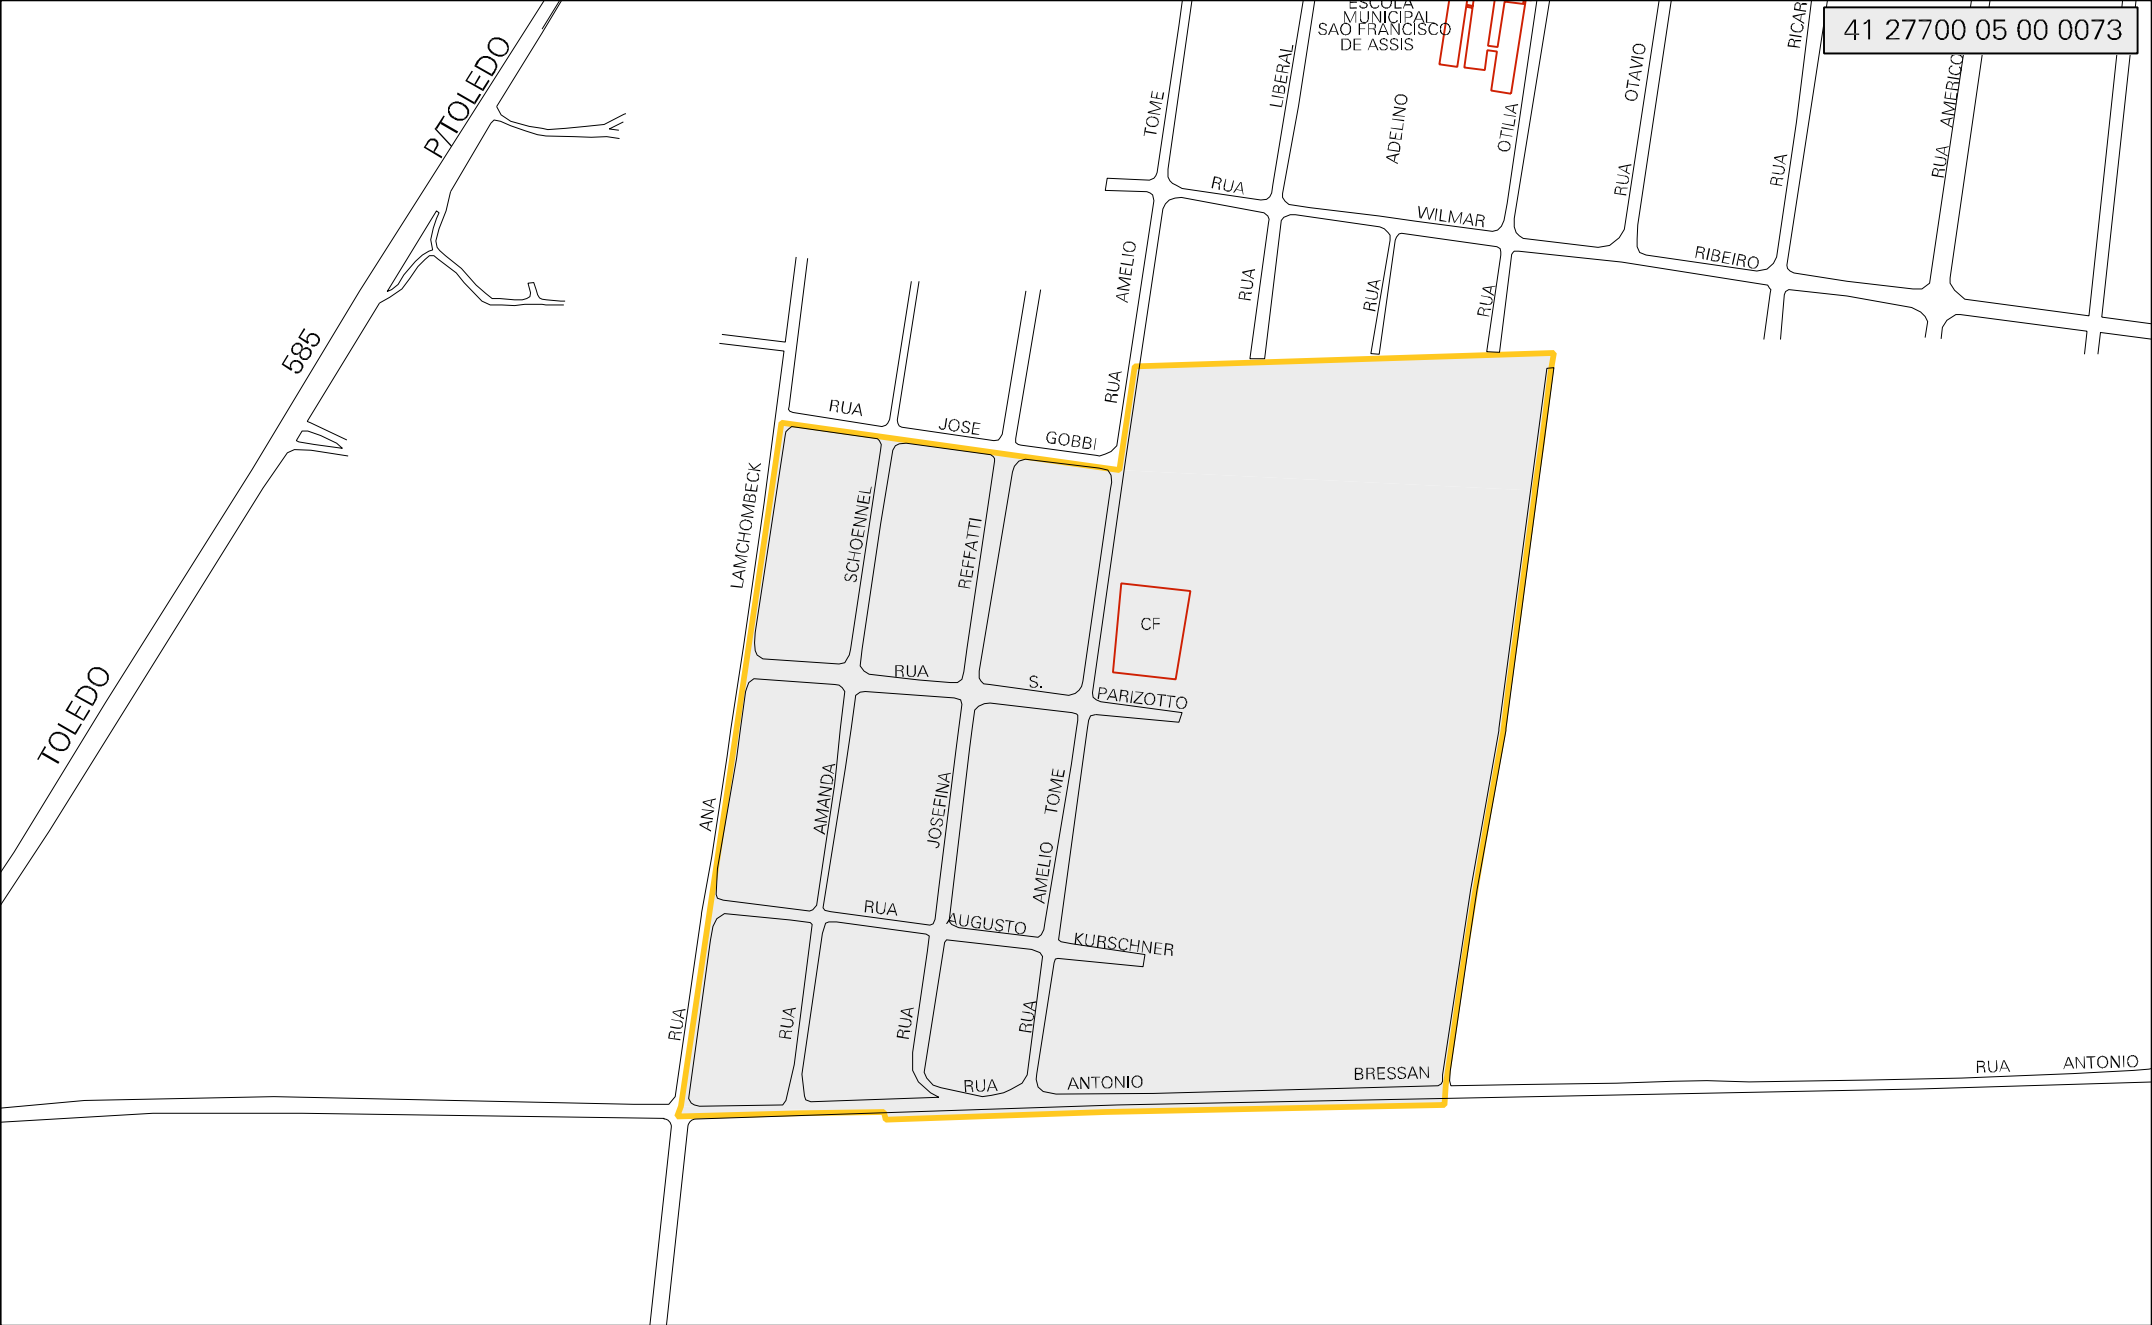 41 27700 05 00 0073
ESCOLA
MUNICIPAL
SAO FRANCISCO
DE ASSIS
P/TOLEDO
585
TOLEDO
RUA AMELIO TOME
LIBERAL
RUA
ADELINO
RUA
OTILIA
RUA
RUA OTAVIO
RUA RICAR
RUA AMERICO
RUA WILMAR RIBEIRO
RUA JOSE GOBBI
RUA ANA LAMCHOMBECK
RUA AMANDA SCHOENNEL
RUA JOSEFINA REFFATTI
CF
RUA S. PARIZOTTO
RUA AMELIO TOME
RUA AUGUSTO KURSCHNER
RUA ANTONIO BRESSAN
RUA ANTONIO